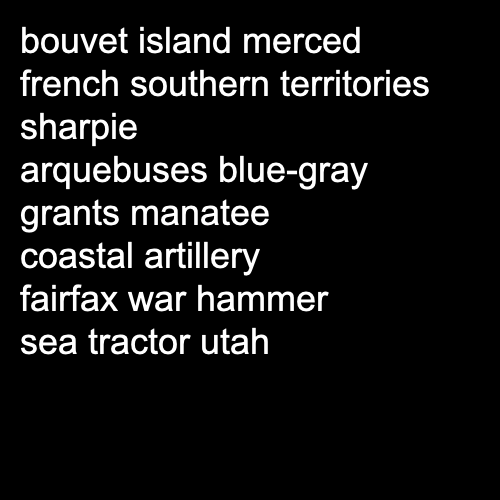 bouvet island merced
french southern territories
sharpie
arquebuses blue-gray
grants manatee
coastal artillery
fairfax war hammer
sea tractor utah